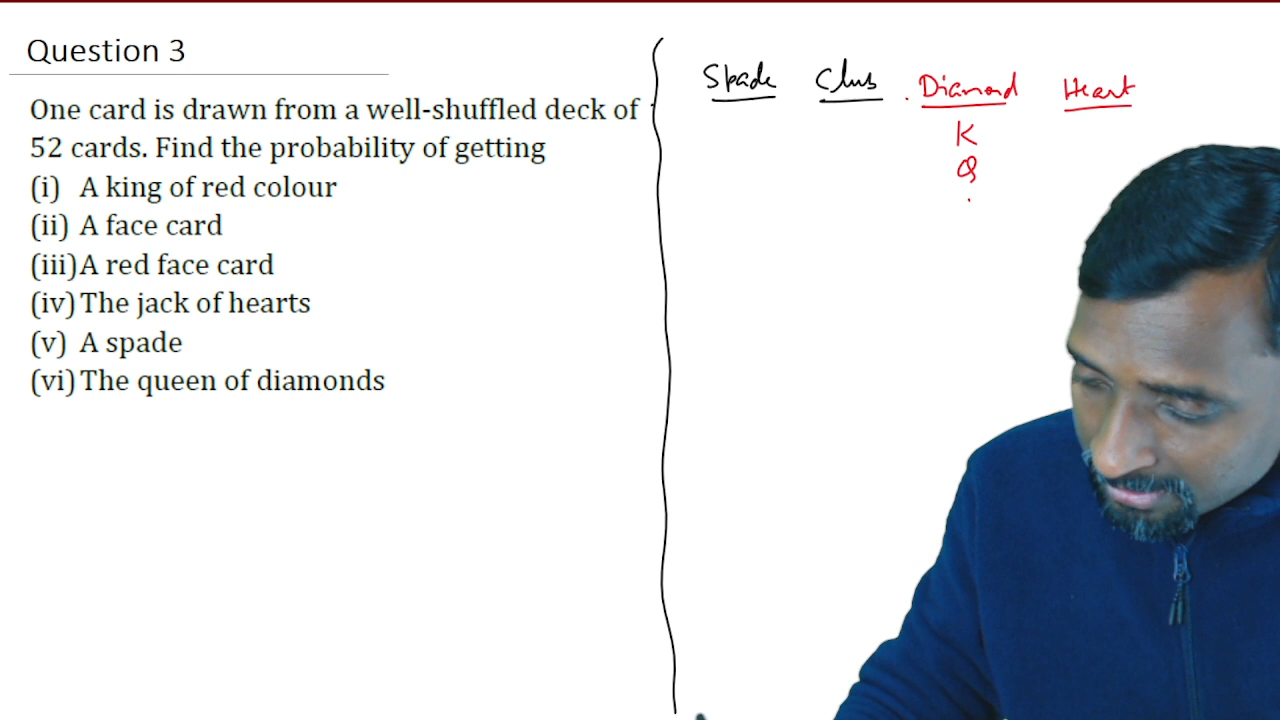 Question 3
One card is drawn from a well-shuffled deck of
52 cards. Find the probability of getting
(i) A king of red colour
(ii) A face card
(iii) A red face card
(iv) The jack of hearts
(v) A spade
(vi) The queen of diamonds
Spade Club Diamond Heart
K
Q